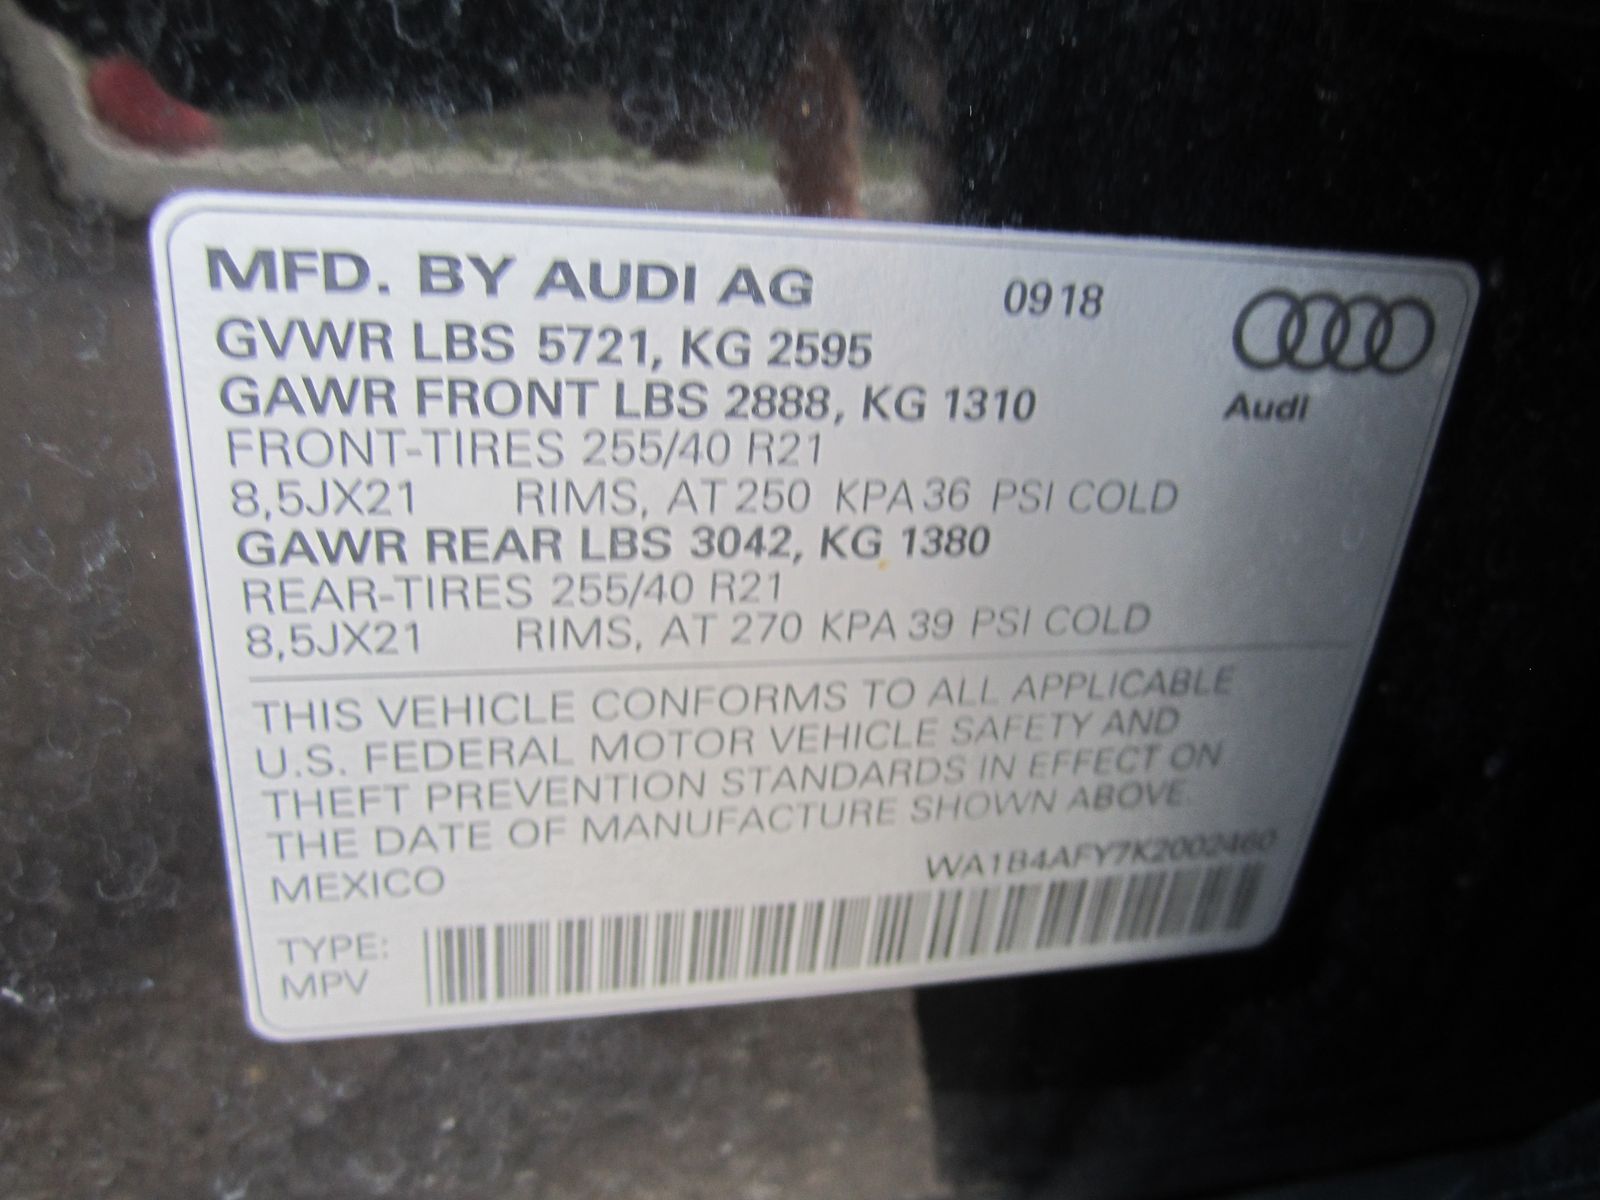 MFD. BY AUDI AG 0918
GVWR LBS 5721, KG 2595
GAWR FRONT LBS 2888, KG 1310
Audi
FRONT-TIRES 255/40 R21
8,5JX21 RIMS, AT 250 KPA 36 PSI COLD
GAWR REAR LBS 3042, KG 1380
REAR-TIRES 255/40 R21
8,5JX21 RIMS, AT 270 KPA 39 PSI COLD
THIS VEHICLE CONFORMS TO ALL APPLICABLE
U.S. FEDERAL MOTOR VEHICLE SAFETY AND
THEFT PREVENTION STANDARDS IN EFFECT ON
THE DATE OF MANUFACTURE SHOWN ABOVE.
MEXICO WA1B4AFY7K2002460
TYPE:
MPV